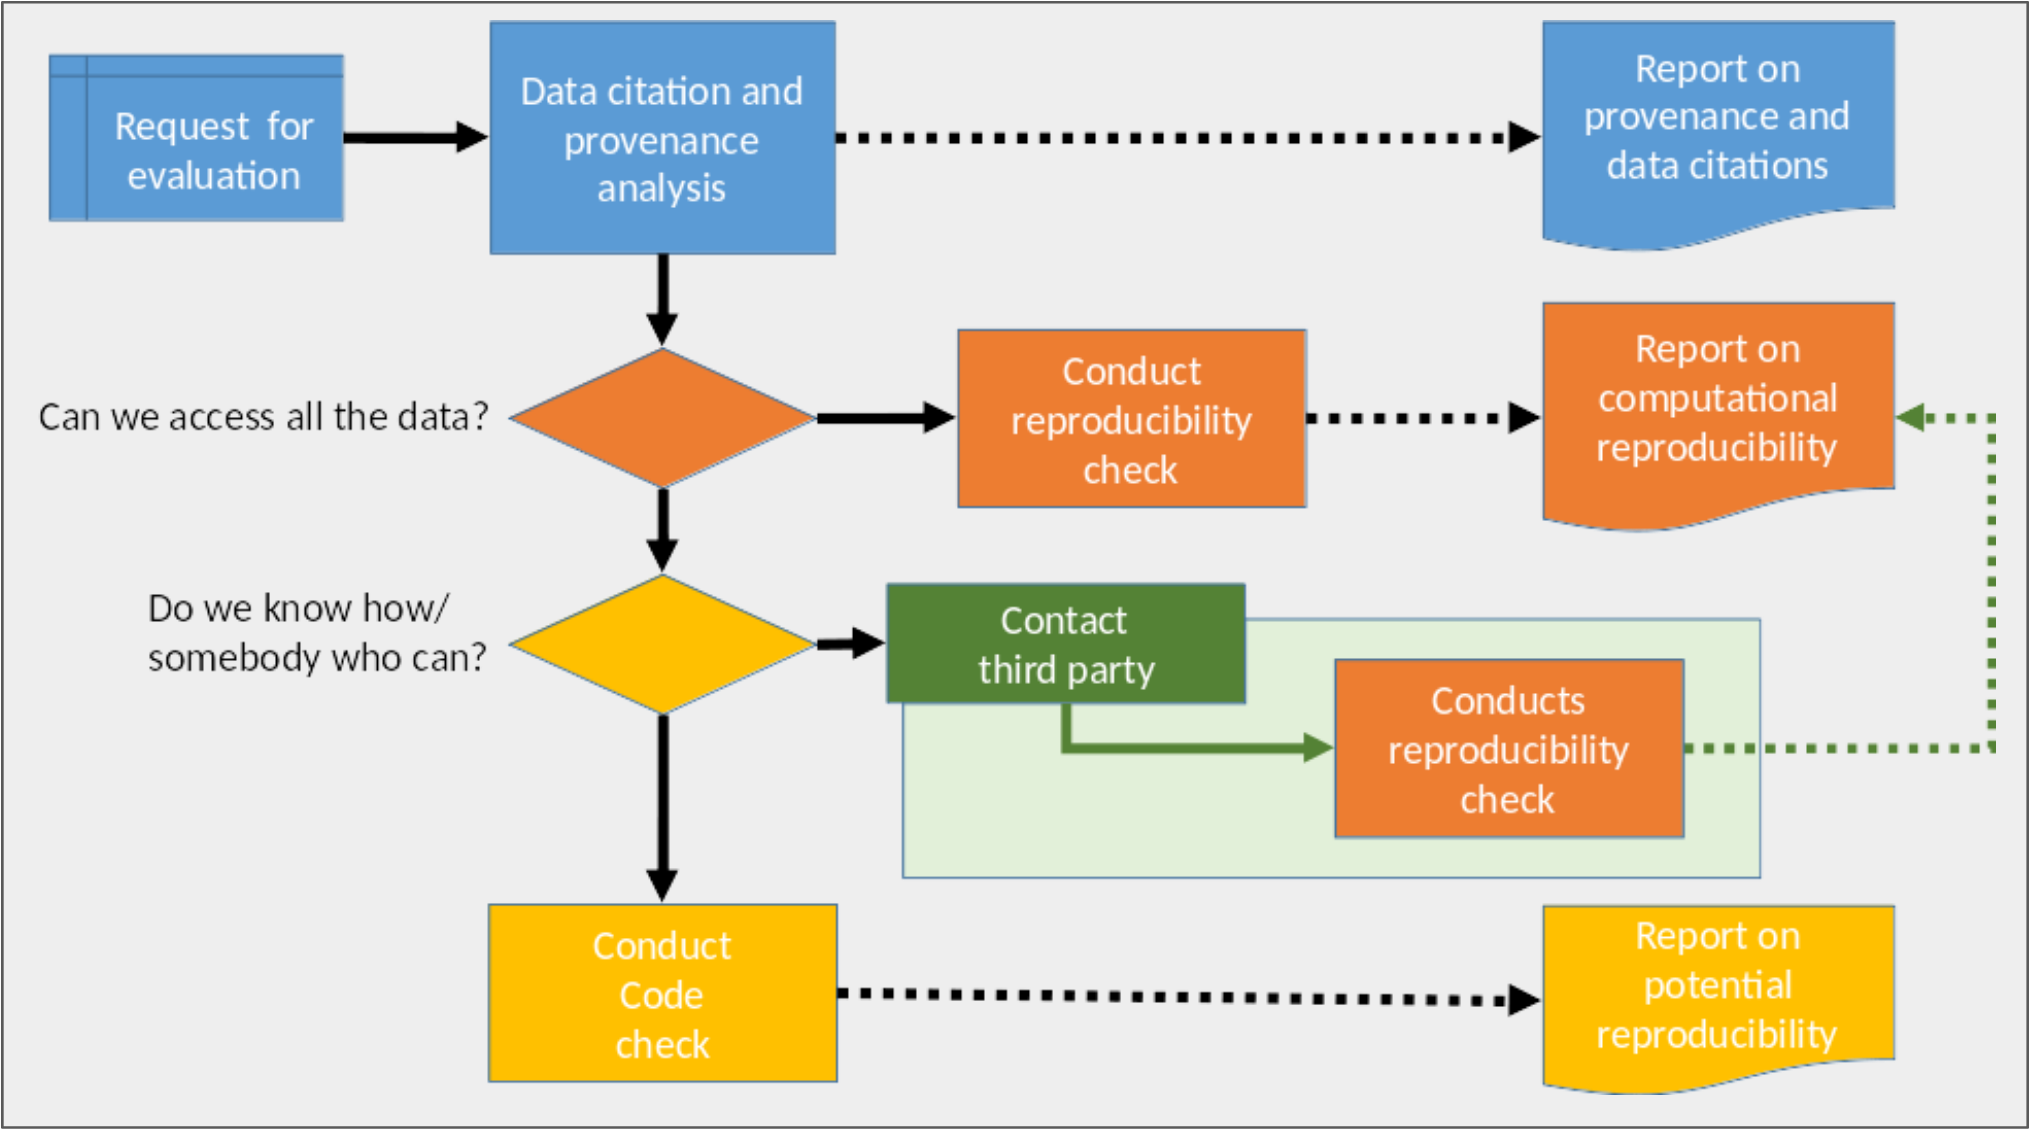 Request for
evaluation
Data citation and
provenance
analysis
Report on
provenance and
data citations
Can we access all the data?
Conduct
reproducibility
check
Report on
computational
reproducibility
Do we know how/
somebody who can?
Contact
third party
Conducts
reproducibility
check
Conduct
Code
check
Report on
potential
reproducibility